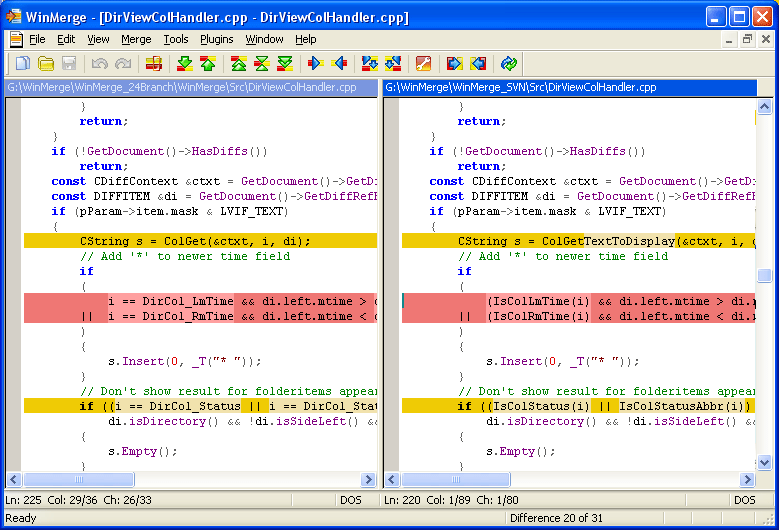 WinMerge - [DirViewColHandler.cpp - DirViewColHandler.cpp]
File Edit View Merge Tools Plugins Window Help
G:\WinMerge\WinMerge_24Branch\WinMerge\Src\DirViewColHandler.cpp
}
return;
}
if (!GetDocument()->HasDiffs())
return;
const CDiffContext &ctxt = GetDocument()->GetDi
const DIFFITEM &di = GetDocument()->GetDiffRefB
if (pParam->item.mask & LVIF_TEXT)
{
CString s = ColGet(&ctxt, i, di);
// Add '*' to newer time field
if
(
i == DirCol_LmTime && di.left.mtime >
|| i == DirCol_RmTime && di.left.mtime <
)
{
s.Insert(0, _T("* "));
}
// Don't show result for folderitems appear
if ((i == DirCol_Status || i == DirCol_Stat
di.isDirectory() && !di.isSideLeft() &&
{
s.Empty();
}
Ln: 225 Col: 29/36 Ch: 26/33 DOS
G:\WinMerge\WinMerge_SVN\Src\DirViewColHandler.cpp
}
return;
}
if (!GetDocument()->HasDiffs())
return;
const CDiffContext &ctxt = GetDocument()->GetDi
const DIFFITEM &di = GetDocument()->GetDiffRef
if (pParam->item.mask & LVIF_TEXT)
{
CString s = ColGetTextToDisplay(&ctxt, i,
// Add '*' to newer time field
if
(
(IsColLmTime(i) && di.left.mtime > di.
|| (IsColRmTime(i) && di.left.mtime < di.
)
{
s.Insert(0, _T("* "));
}
// Don't show result for folderitems appear
if ((IsColStatus(i) || IsColStatusAbbr(i))
di.isDirectory() && !di.isSideLeft() &&
{
s.Empty();
}
Ln: 220 Col: 1/89 Ch: 1/80 DOS
Ready Difference 20 of 31